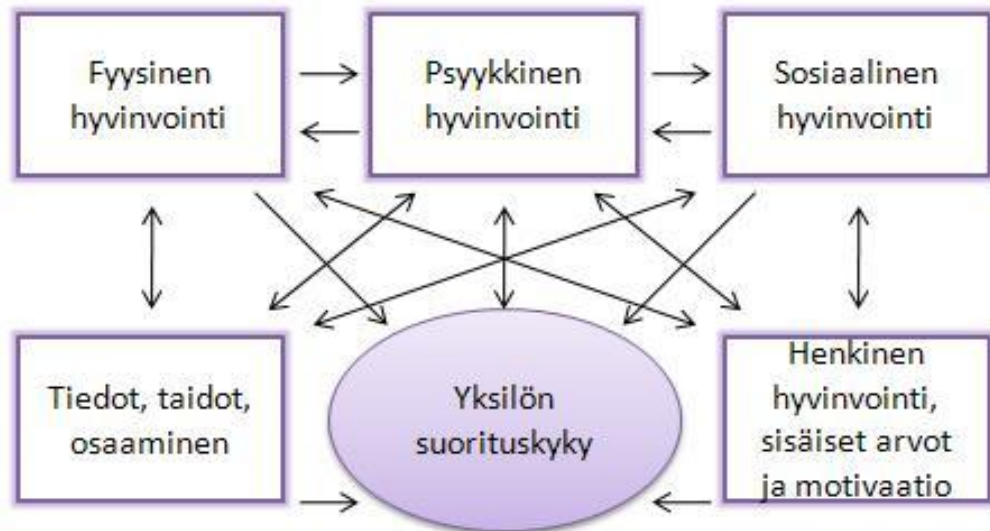 Fyysinen
hyvinvointi
Psyykkinen
hyvinvointi
Sosiaalinen
hyvinvointi
Tiedot, taidot,
osaaminen
Yksilön
suorituskyky
Henkinen
hyvinvointi,
sisäiset arvot
ja motivaatio